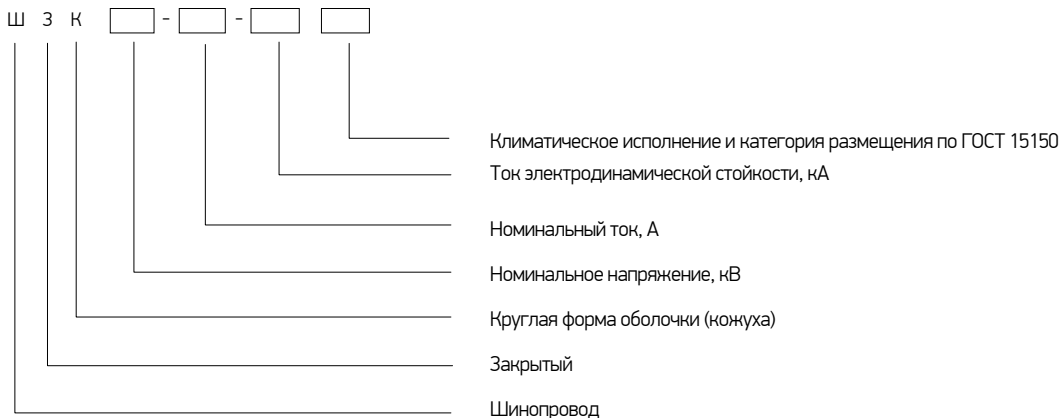 Ш З К - -
Климатическое исполнение и категория размещения по ГОСТ 15150
Ток электродинамической стойкости, кА
Номинальный ток, А
Номинальное напряжение, кВ
Круглая форма оболочки (кожуха)
Закрытый
Шинопровод